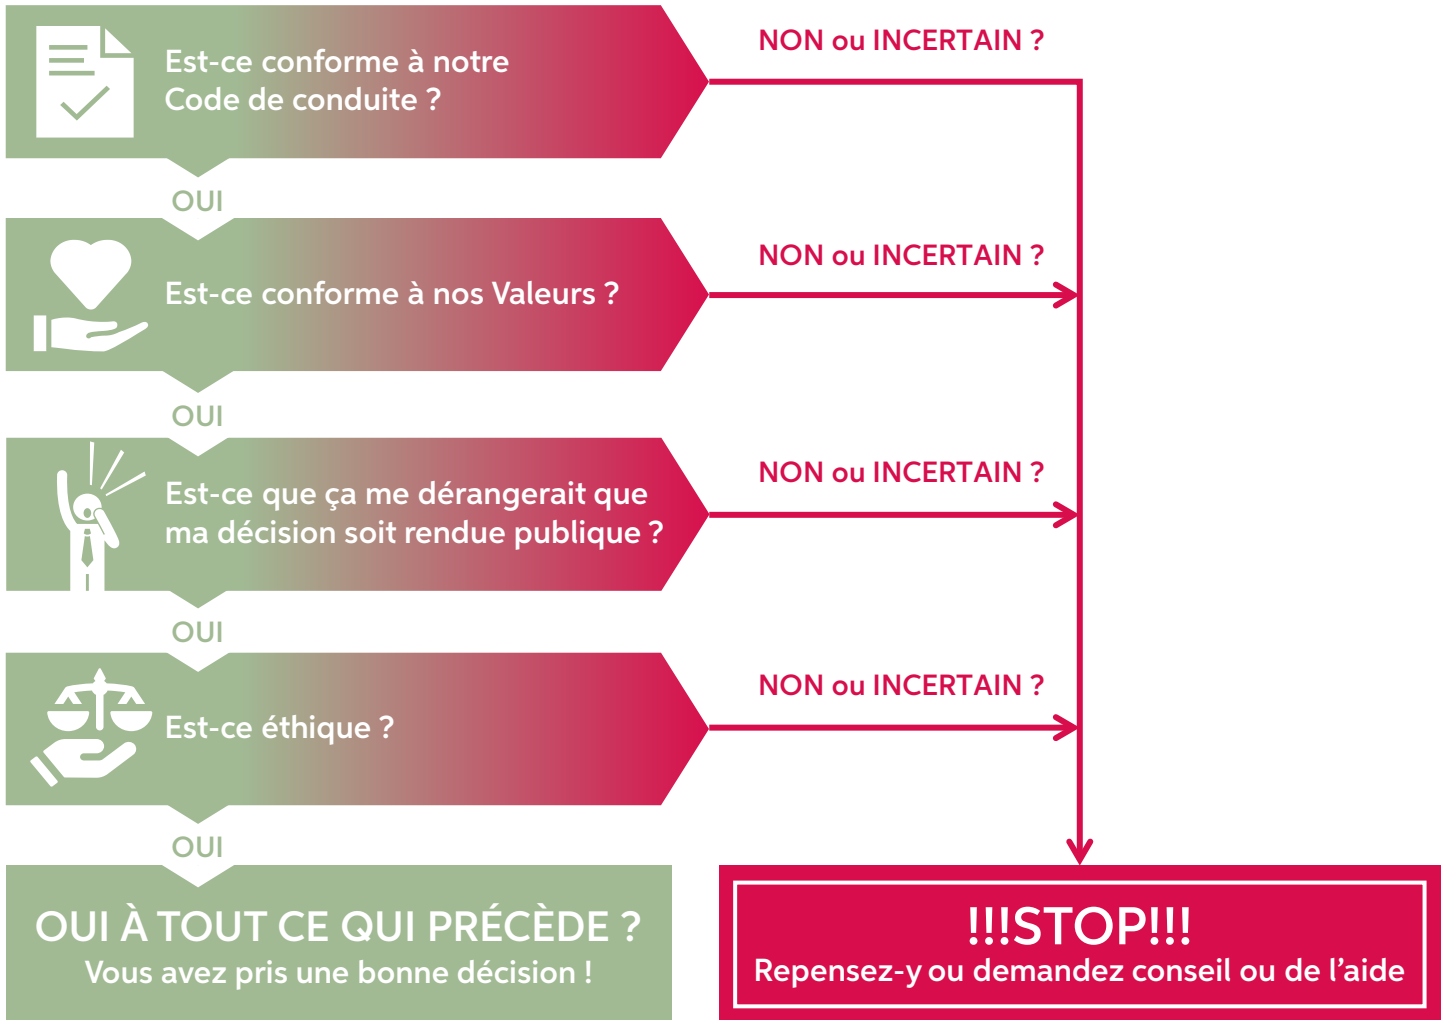 Est-ce conforme à notre
Code de conduite ?
NON ou INCERTAIN ?
OUI
Est-ce conforme à nos Valeurs ?
NON ou INCERTAIN ?
OUI
Est-ce que ça me dérangerait que
ma décision soit rendue publique ?
NON ou INCERTAIN ?
OUI
Est-ce éthique ?
NON ou INCERTAIN ?
OUI
OUI À TOUT CE QUI PRÉCÈDE ?
Vous avez pris une bonne décision !
!!!STOP!!!
Repensez-y ou demandez conseil ou de l’aide